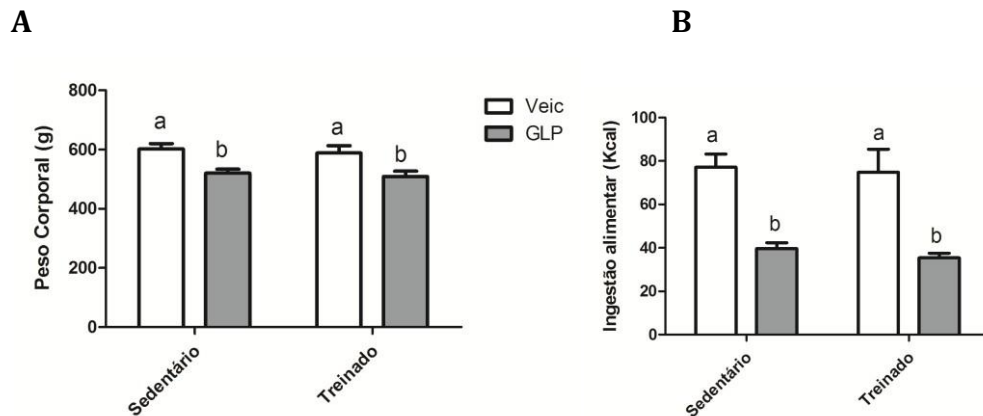 A
B
Peso Corporal (g)
800
600
400
200
0
a
b
a
b
Sedentário
Treinado
Veic
GLP
Ingestão alimentar (Kcal)
100
80
60
40
20
0
a
b
a
b
Sedentário
Treinado